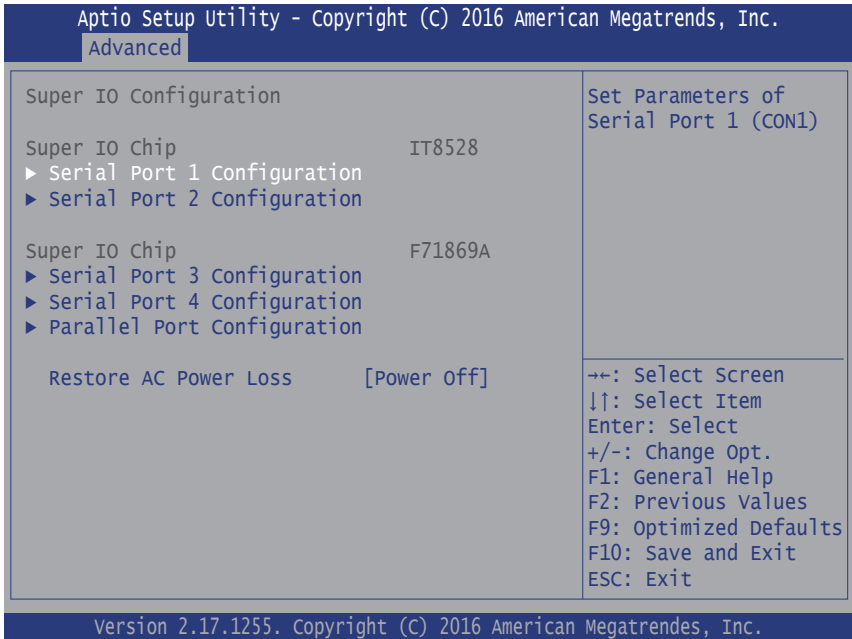 Aptio Setup Utility - Copyright (C) 2016 American Megatrends, Inc.
Advanced
Super IO Configuration
Super IO Chip IT8528
▶ Serial Port 1 Configuration
▶ Serial Port 2 Configuration
Super IO Chip F71869A
▶ Serial Port 3 Configuration
▶ Serial Port 4 Configuration
▶ Parallel Port Configuration
Restore AC Power Loss [Power Off]
Set Parameters of
Serial Port 1 (CON1)
→←: Select Screen
↓↑: Select Item
Enter: Select
+/-: Change Opt.
F1: General Help
F2: Previous Values
F9: Optimized Defaults
F10: Save and Exit
ESC: Exit
Version 2.17.1255. Copyright (C) 2016 American Megatrendes, Inc.